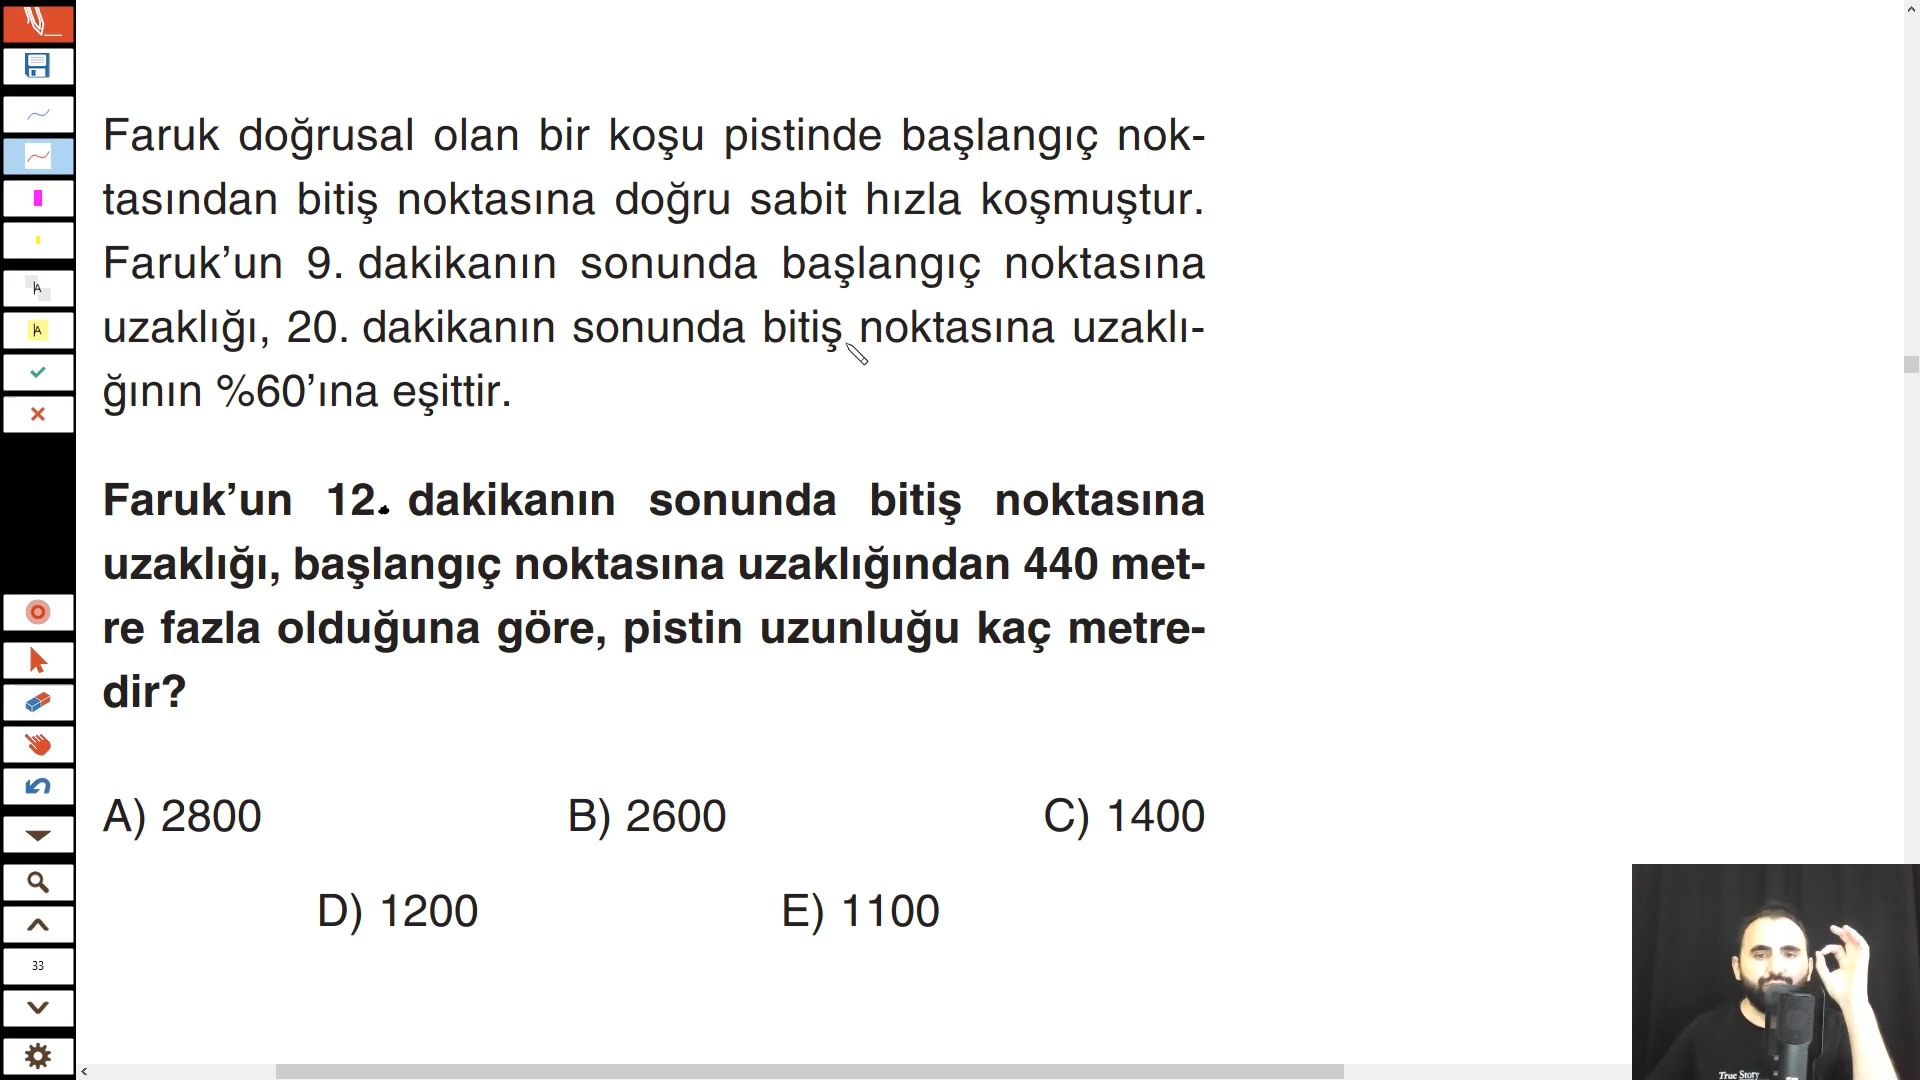 Faruk doğrusal olan bir koşu pistinde başlangıç nok-
tasından bitiş noktasına doğru sabit hızla koşmuştur.
Faruk’un 9. dakikanın sonunda başlangıç noktasına
uzaklığı, 20. dakikanın sonunda bitiş noktasına uzaklı-
ğının %60’ına eşittir.
Faruk’un 12. dakikanın sonunda bitiş noktasına
uzaklığı, başlangıç noktasına uzaklığından 440 met-
re fazla olduğuna göre, pistin uzunluğu kaç metre-
dir?
A) 2800 B) 2600 C) 1400
D) 1200 E) 1100
A
A
33
True Story